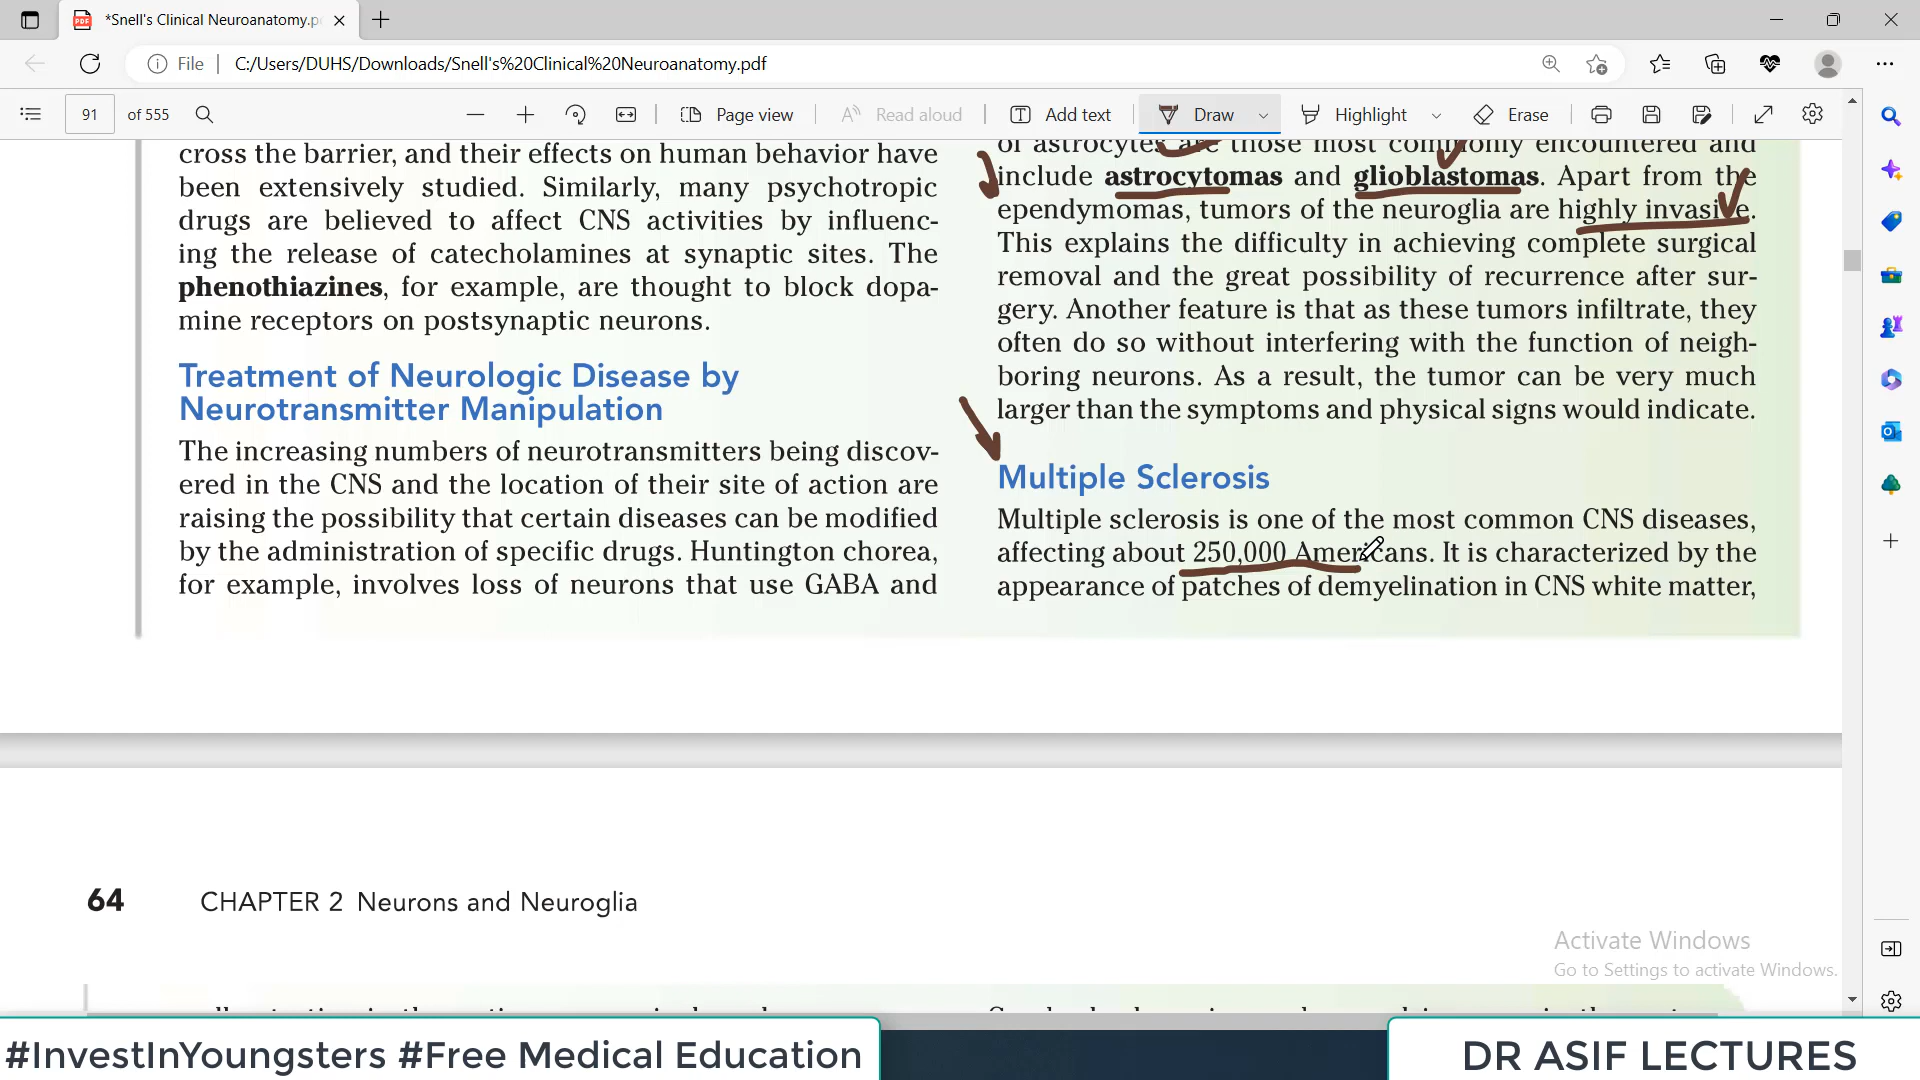 *Snell's Clinical Neuroanatomy.p
File
C:/Users/DUHS/Downloads/Snell's%20Clinical%20Neuroanatomy.pdf
91 of 555
Page view
Read aloud
Add text
Draw
Highlight
Erase
cross the barrier, and their effects on human behavior have
been extensively studied. Similarly, many psychotropic
drugs are believed to affect CNS activities by influenc-
ing the release of catecholamines at synaptic sites. The
phenothiazines, for example, are thought to block dopa-
mine receptors on postsynaptic neurons.
Treatment of Neurologic Disease by
Neurotransmitter Manipulation
The increasing numbers of neurotransmitters being discov-
ered in the CNS and the location of their site of action are
raising the possibility that certain diseases can be modified
by the administration of specific drugs. Huntington chorea,
for example, involves loss of neurons that use GABA and
of astrocytes are those most commonly encountered and
include astrocytomas and glioblastomas. Apart from the
ependymomas, tumors of the neuroglia are highly invasive.
This explains the difficulty in achieving complete surgical
removal and the great possibility of recurrence after sur-
gery. Another feature is that as these tumors infiltrate, they
often do so without interfering with the function of neigh-
boring neurons. As a result, the tumor can be very much
larger than the symptoms and physical signs would indicate.
Multiple Sclerosis
Multiple sclerosis is one of the most common CNS diseases,
affecting about 250,000 Americans. It is characterized by the
appearance of patches of demyelination in CNS white matter,
64 CHAPTER 2 Neurons and Neuroglia
Activate Windows
Go to Settings to activate Windows.
#InvestInYoungsters #Free Medical Education
DR ASIF LECTURES